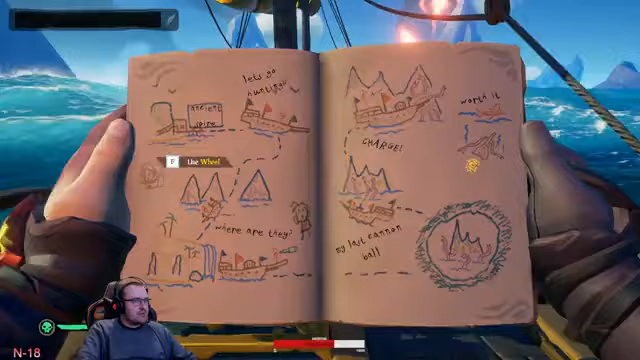 lets go
hunting!
ancient
spire
F Use Wheel
where are they?
worth it
CHARGE!
my last cannon
ball
N-18